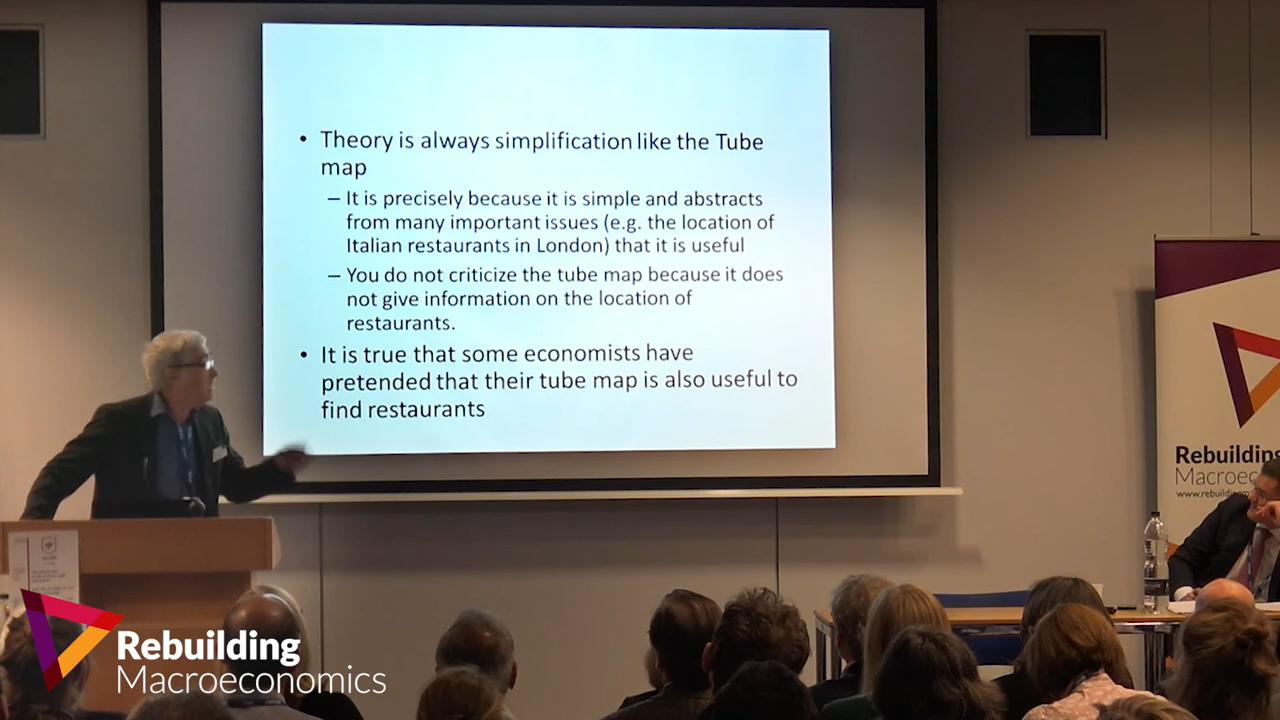 • Theory is always simplification like the Tube
map
– It is precisely because it is simple and abstracts
from many important issues (e.g. the location of
Italian restaurants in London) that it is useful
– You do not criticize the tube map because it does
not give information on the location of
restaurants.
• It is true that some economists have
pretended that their tube map is also useful to
find restaurants
Rebuilding
Macroec
www.rebuildi
Rebuilding
Macroeconomics